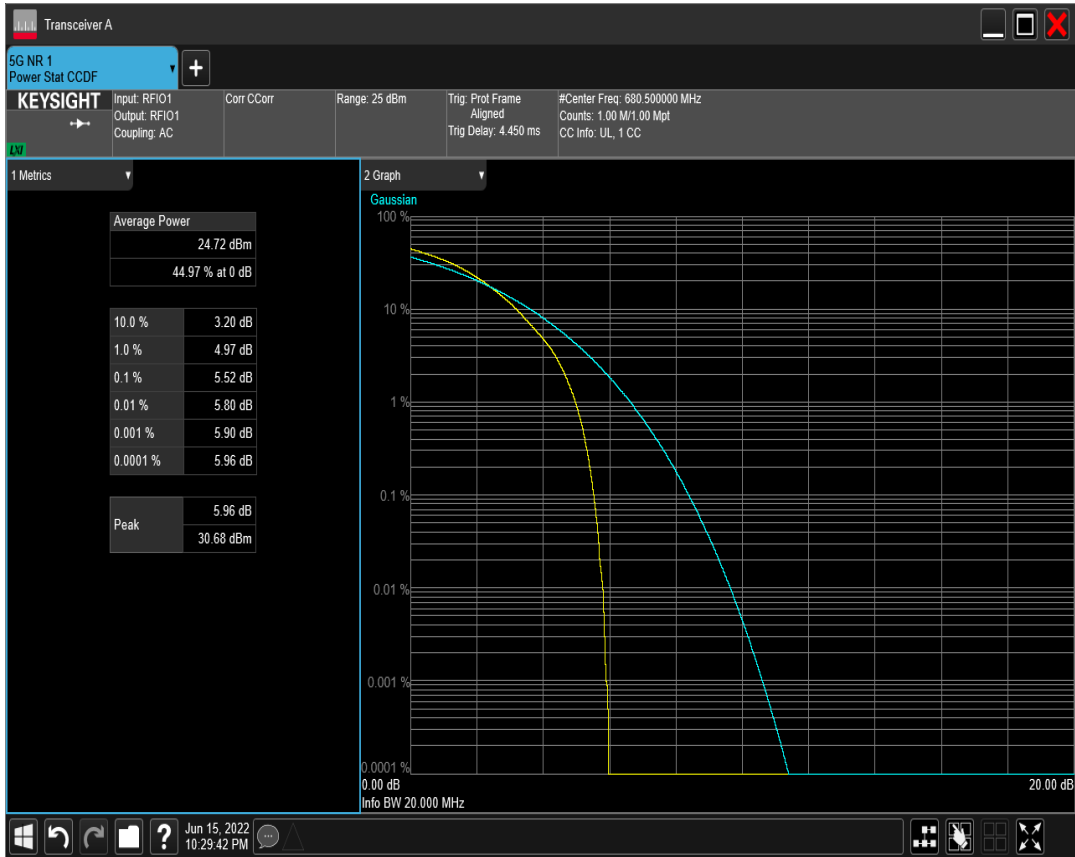 Transceiver A
5G NR 1
Power Stat CCDF
+
KEYSIGHT
LXI
Input: RFIO1
Output: RFIO1
Coupling: AC
Corr CCorr
Range: 25 dBm
Trig: Prot Frame
Aligned
Trig Delay: 4.450 ms
#Center Freq: 680.500000 MHz
Counts: 1.00 M/1.00 Mpt
CC Info: UL, 1 CC
1 Metrics
Average Power
24.72 dBm
44.97 % at 0 dB
10.0 % 3.20 dB
1.0 % 4.97 dB
0.1 % 5.52 dB
0.01 % 5.80 dB
0.001 % 5.90 dB
0.0001 % 5.96 dB
Peak
5.96 dB
30.68 dBm
2 Graph
Gaussian
100 %
10 %
1 %
0.1 %
0.01 %
0.001 %
0.0001 %
0.00 dB 20.00 dB
Info BW 20.000 MHz
?
Jun 15, 2022
10:29:42 PM